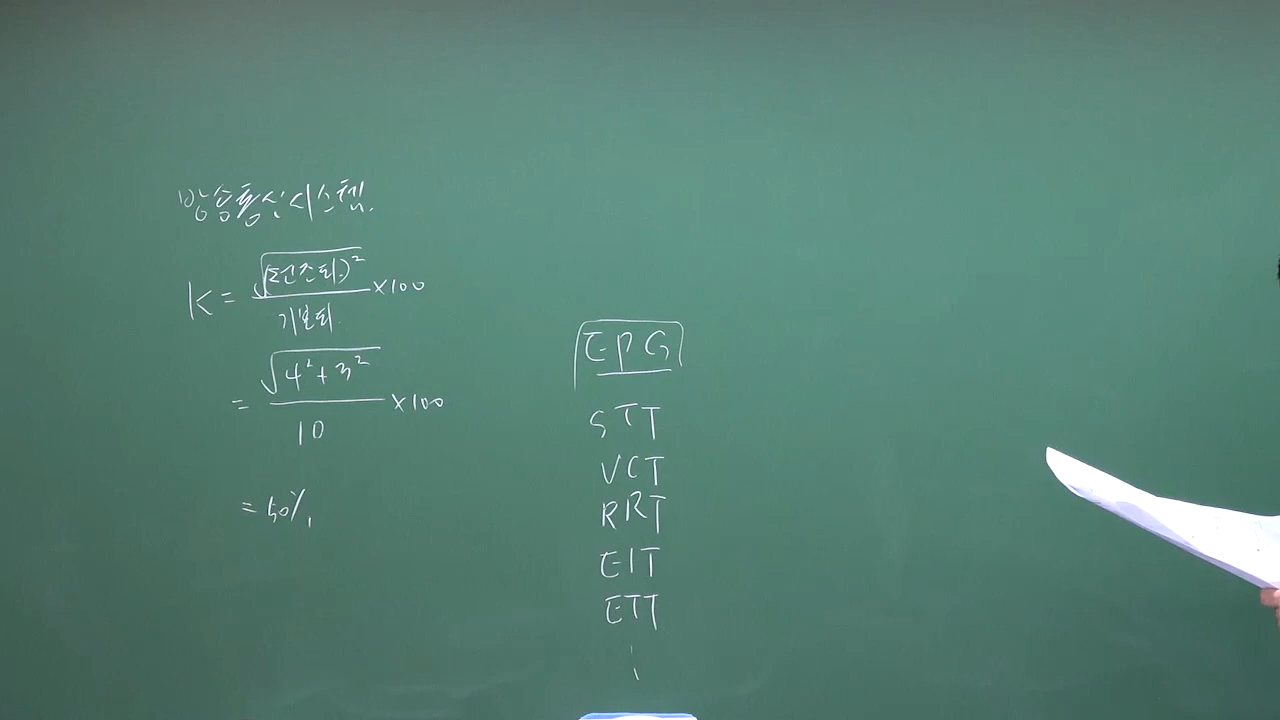 방송통신시스템.
K = √(고조파)² / 기본파 × 100
= √4² + 3² / 10 × 100
= 50%
EPG
STT
VCT
RRT
EIT
ETT
⋮